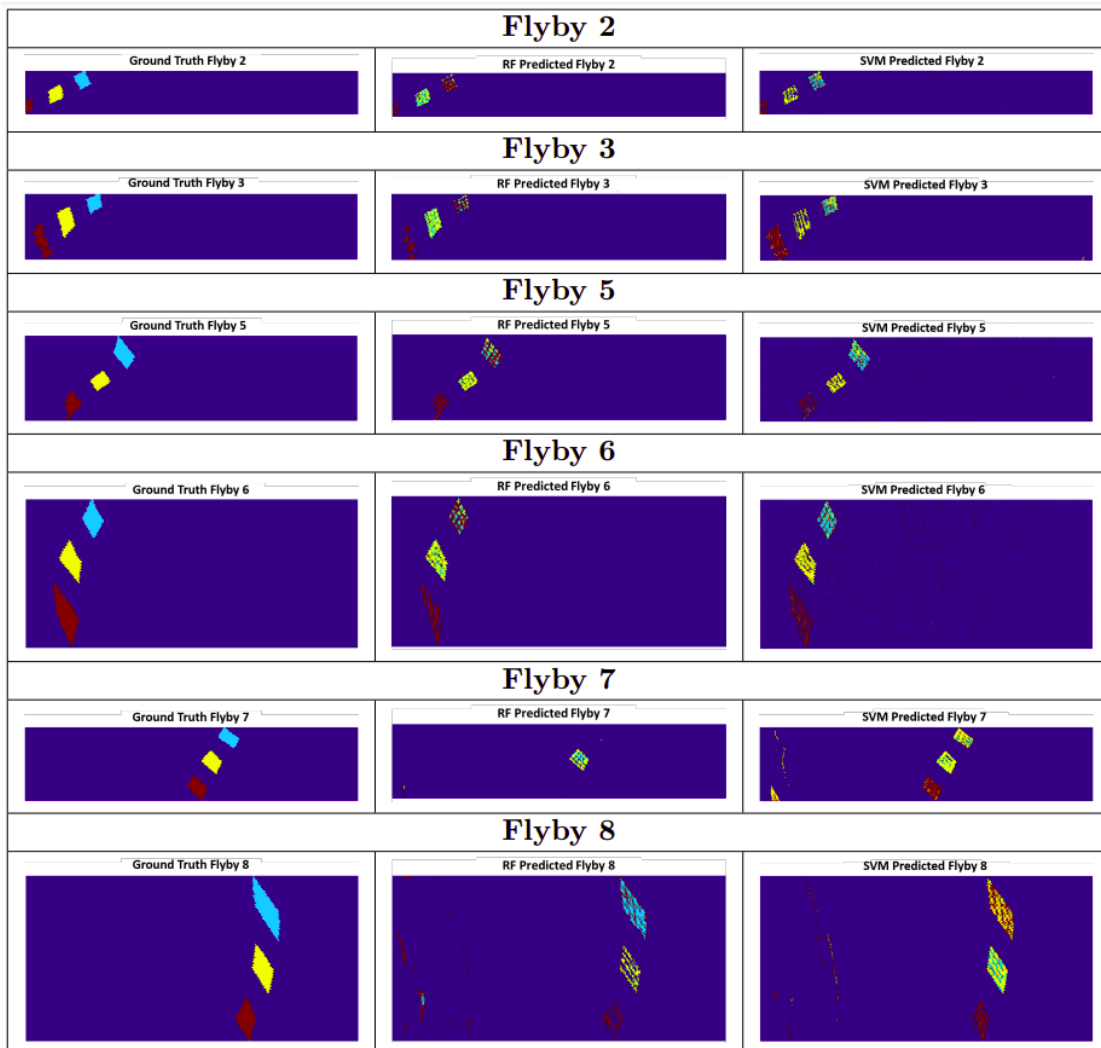 Flyby 2
Ground Truth Flyby 2
RF Predicted Flyby 2
SVM Predicted Flyby 2
Flyby 3
Ground Truth Flyby 3
RF Predicted Flyby 3
SVM Predicted Flyby 3
Flyby 5
Ground Truth Flyby 5
RF Predicted Flyby 5
SVM Predicted Flyby 5
Flyby 6
Ground Truth Flyby 6
RF Predicted Flyby 6
SVM Predicted Flyby 6
Flyby 7
Ground Truth Flyby 7
RF Predicted Flyby 7
SVM Predicted Flyby 7
Flyby 8
Ground Truth Flyby 8
RF Predicted Flyby 8
SVM Predicted Flyby 8